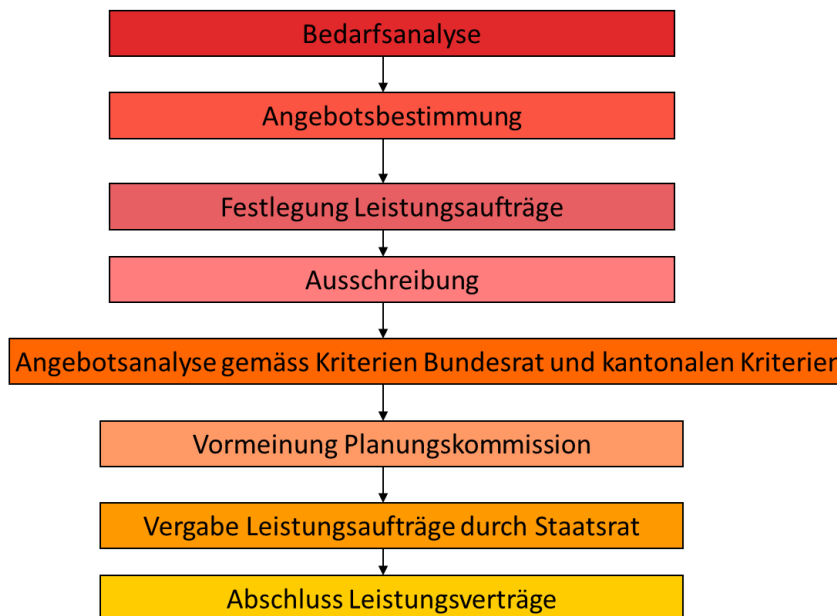 Bedarfsanalyse
Angebotsbestimmung
Festlegung Leistungsaufträge
Ausschreibung
Angebotsanalyse gemäss Kriterien Bundesrat und kantonalen Kriterien
Vormeinung Planungskommission
Vergabe Leistungsaufträge durch Staatsrat
Abschluss Leistungsverträge